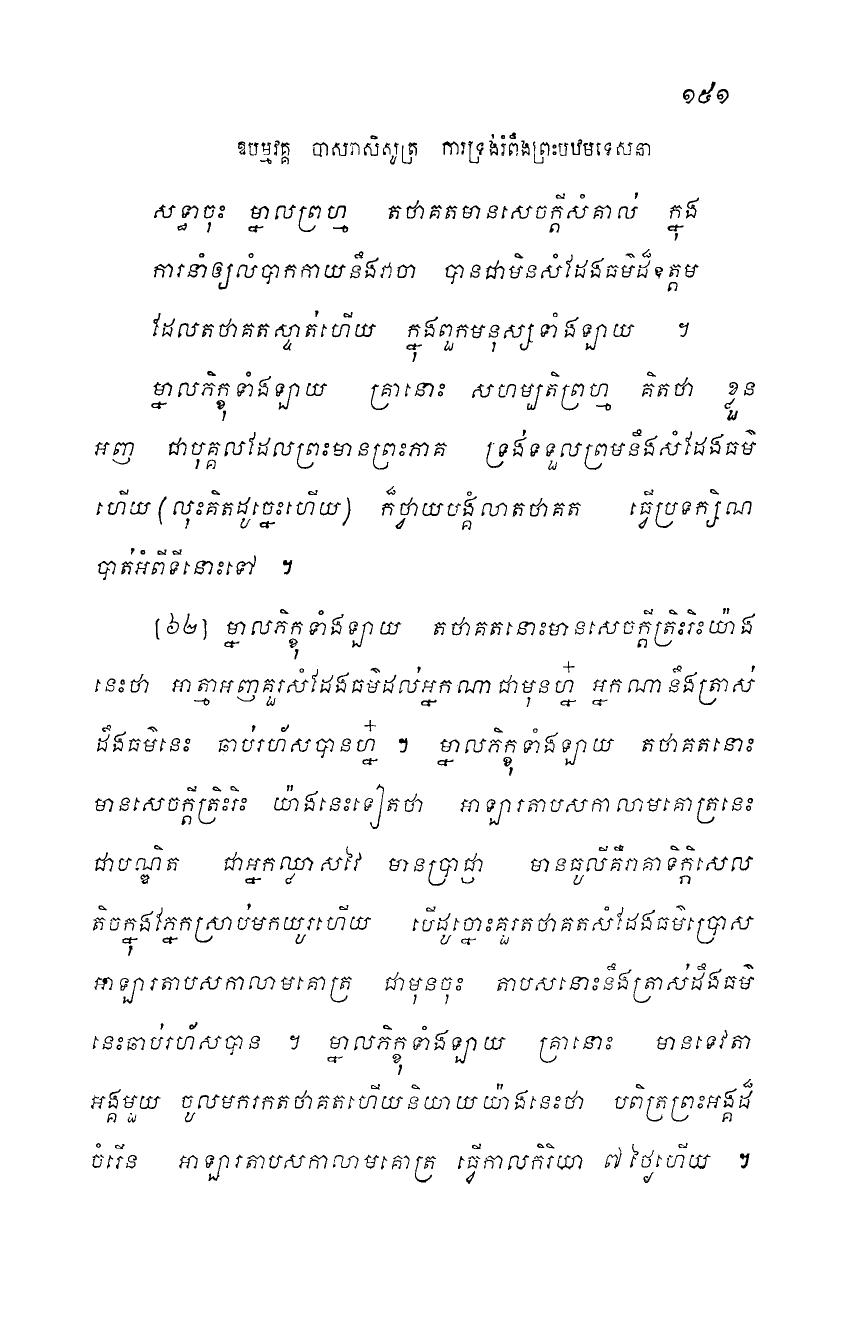 ១៥១
ឱបម្មវគ្គ បាសរាសិសូត្រ ការទ្រង់រំពឹងព្រះបឋមទេសនា
សទ្ធាចុះ ម្នាលព្រហ្ម តថាគតមានសេចក្តីសំគាល់ ក្នុង
ការនាំឲ្យលំបាកកាយនឹងវាចា បានជាមិនសំដែងធម៌ដ៏ឧត្តម
ដែលតថាគតស្ទាត់ហើយ ក្នុងពួកមនុស្សទាំងឡាយ ។
ម្នាលភិក្ខុទាំងឡាយ គ្រានោះ សហម្បតិព្រហ្ម គិតថា ខ្លួន
អញ ជាបុគ្គលដែលព្រះមានព្រះភាគ ទ្រង់ទទួលព្រមនឹងសំដែងធម៌
ហើយ (លុះគិតដូច្នេះហើយ) ក៏ថ្វាយបង្គំលាតថាគត ធ្វើប្រទក្សិណ
បាត់អំពីទីនោះទៅ ។
[៦២] ម្នាលភិក្ខុទាំងឡាយ តថាគតនោះមានសេចក្តីត្រិះរិះយ៉ាង
នេះថា អាត្មាអញគួរសំដែងធម៌ដល់អ្នកណាជាមុនហ្ន៎ អ្នកណានឹងត្រាស់
ដឹងធម៌នេះ ឆាប់រហ័សបានហ្ន៎ ។ ម្នាលភិក្ខុទាំងឡាយ តថាគតនោះ
មានសេចក្តីត្រិះរិះ យ៉ាងនេះទៀតថា អាឡារតាបសកាលាមគោត្រនេះ
ជាបណ្ឌិត ជាអ្នកឈ្លាសវៃ មានប្រាជ្ញា មានធូលីគឺរាគាទិក្តិសេល
តិចក្នុងភ្នែកស្រាប់មកយូរហើយ បើដូច្នោះគួរតថាគតសំដែងធម៌ប្រោស
អាឡារតាបសកាលាមគោត្រ ជាមុនចុះ តាបសនោះនឹងត្រាស់ដឹងធម៌
នេះឆាប់រហ័សបាន ។ ម្នាលភិក្ខុទាំងឡាយ គ្រានោះ មានទេវតា
អង្គមួយ ចូលមករកតថាគតហើយនិយាយយ៉ាងនេះថា បពិត្រព្រះអង្គដ៏
ចំរើន អាឡារតាបសកាលាមគោត្រ ធ្វើកាលកិរិយា ៧ ថ្ងៃហើយ ។